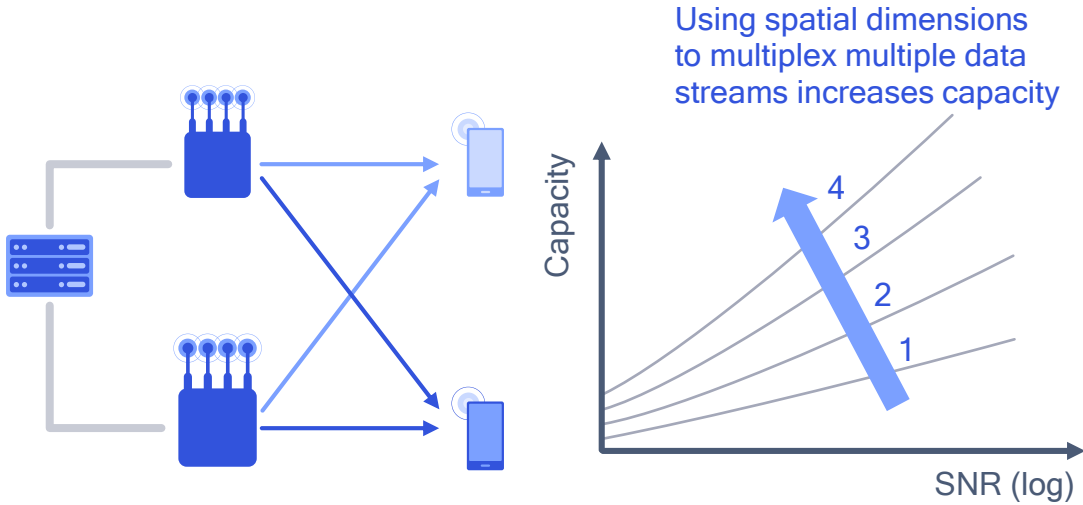 Using spatial dimensions
to multiplex multiple data
streams increases capacity
Capacity
4
3
2
1
SNR (log)